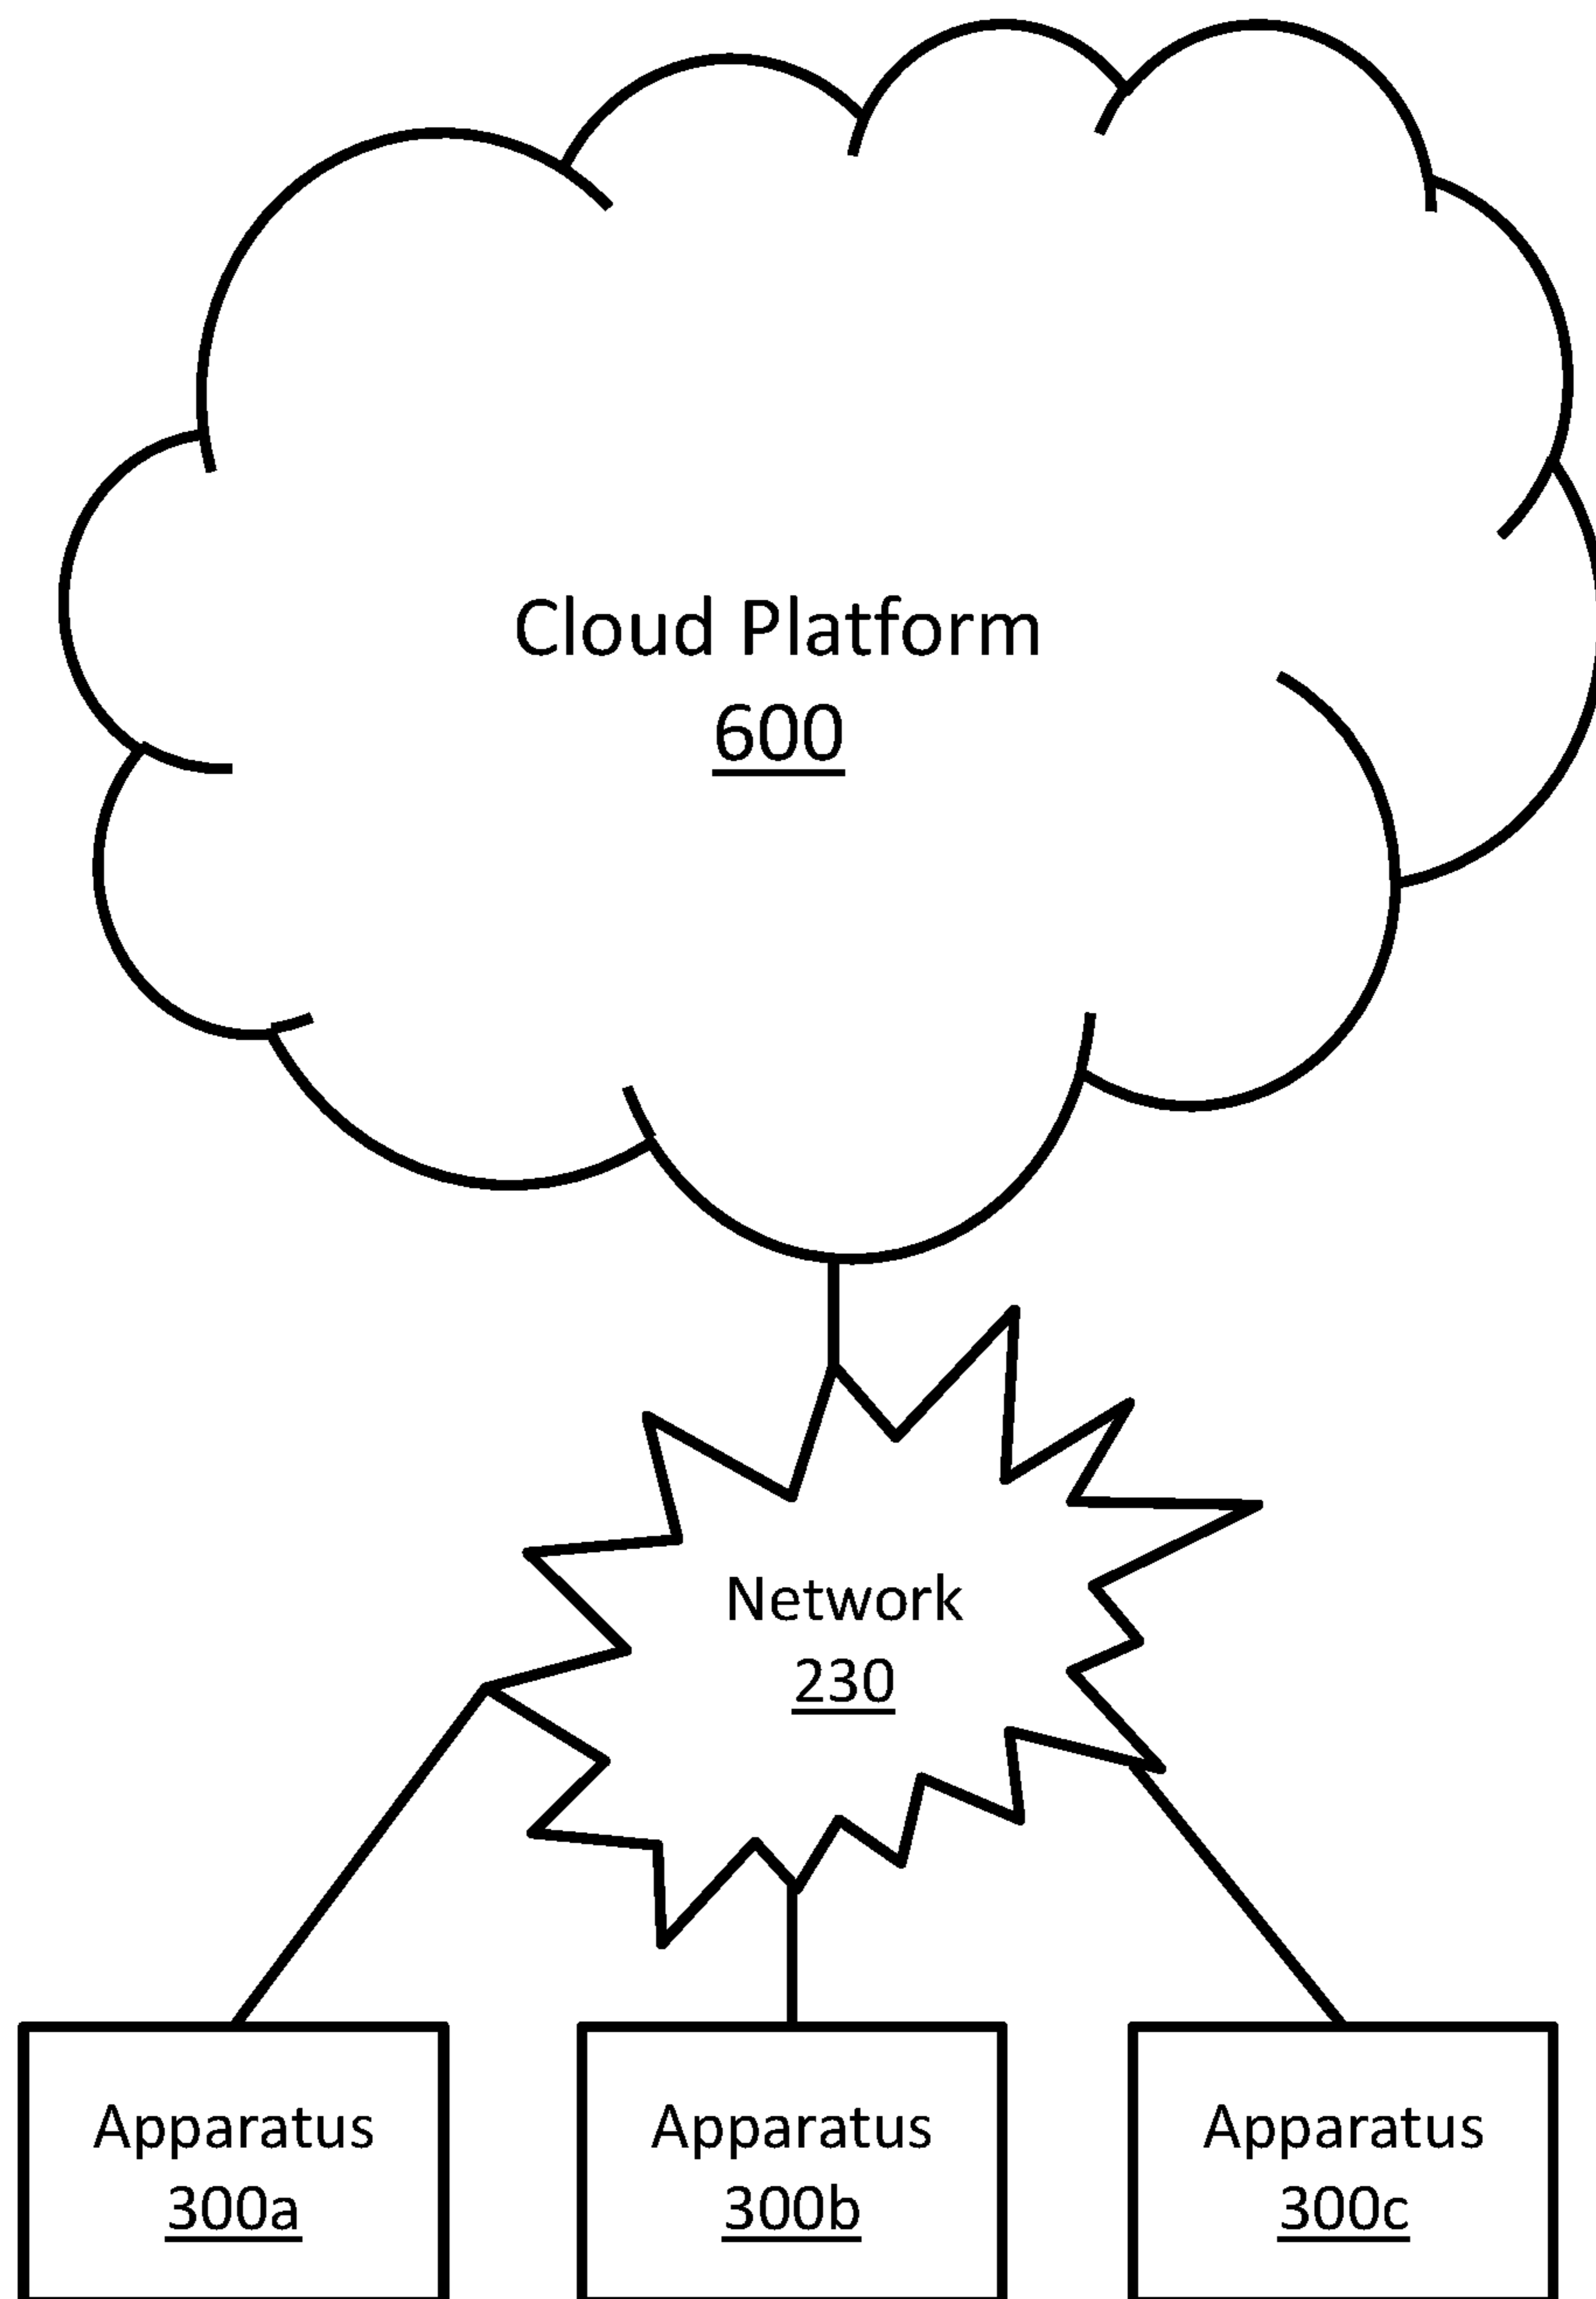 Cloud Platform
600
Network
230
Apparatus
300a
Apparatus
300b
Apparatus
300c